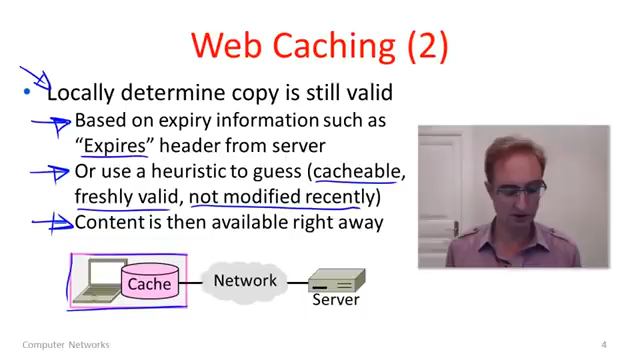 Web Caching (2)
• Locally determine copy is still valid
Based on expiry information such as
“Expires” header from server
Or use a heuristic to guess (cacheable,
freshly valid, not modified recently)
Content is then available right away
Cache
Network
Server
Computer Networks
4